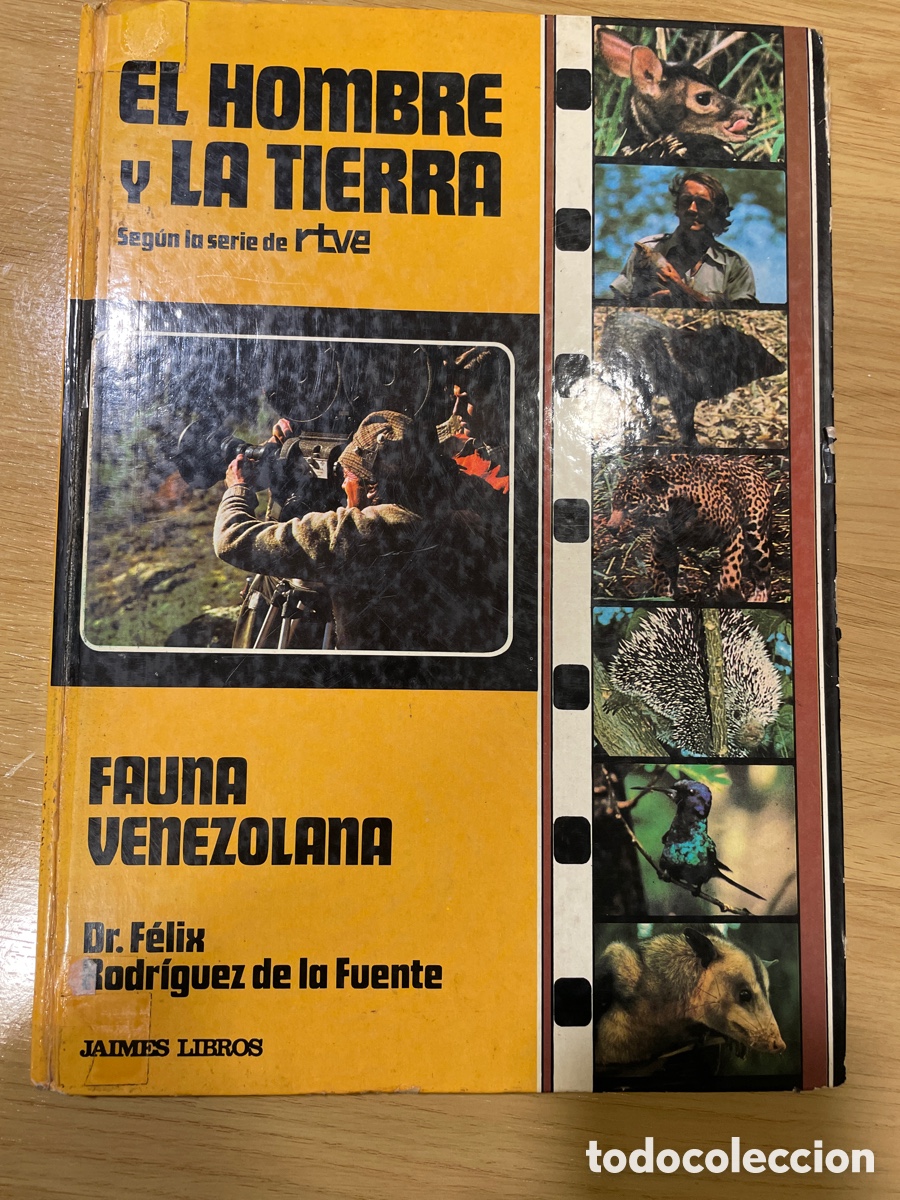 EL HOMBRE
Y LA TIERRA
Según la serie de rtve
FAUNA
VENEZOLANA
Dr. Félix
Rodríguez de la Fuente
JAIMES LIBROS
todocoleccion